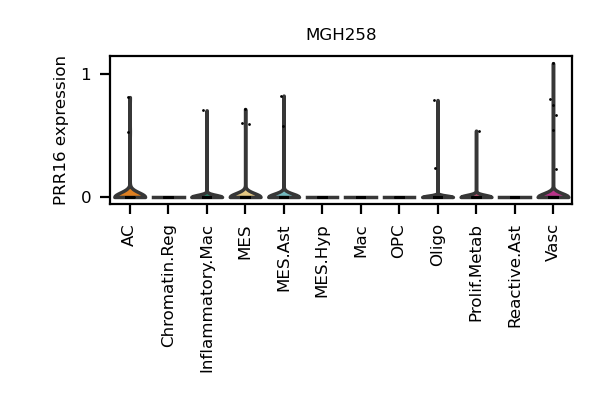 MGH258
PRR16 expression
1
0
AC
Chromatin.Reg
Inflammatory.Mac
MES
MES.Ast
MES.Hyp
Mac
OPC
Oligo
Prolif.Metab
Reactive.Ast
Vasc